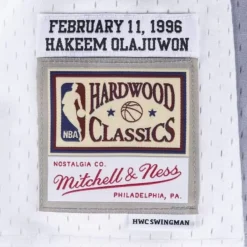 FEBRUARY 11, 1996
HAKEEM OLAJUWON
HARDWOOD
NBA
CLASSICS
NOSTALGIA CO.
Mitchell & Ness
PHILADELPHIA, PA.
HWC SWINGMAN